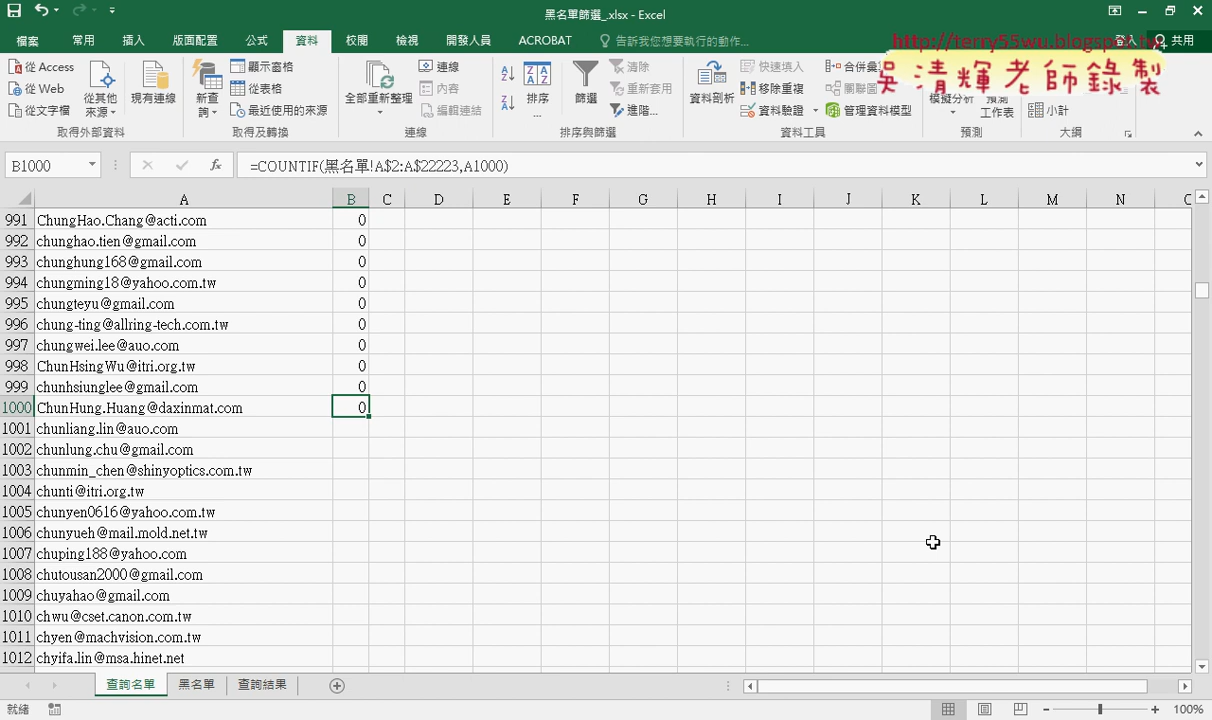 黑名單篩選_.xlsx - Excel
檔案 常用 插入 版面配置 公式 資料 校閱 檢視 開發人員 ACROBAT 告訴我您想要執行的動作... 登入 共用
http://terry55wu.blogspot.tw
吳清輝老師錄製
從 Access 從 Web 從文字檔 從其他來源 現有連線 取得外部資料
新查詢 顯示查詢 從表格 最近使用的來源 取得及轉換
全部重新整理 連線 內容 編輯連結 連線
排序... 篩選 清除 重新套用 進階... 排序與篩選
資料剖析 快速填入 移除重複 資料驗證 合併彙算 關聯圖 管理資料模型 資料工具
模擬分析 預測工作表 預測
小計 大綱
B1000 fx =COUNTIF(黑名單!A$2:A$22223,A1000)
A B C D E F G H I J K L M N
991 ChungHao.Chang@acti.com 0
992 chunghao.tien@gmail.com 0
993 chunghung168@gmail.com 0
994 chungming18@yahoo.com.tw 0
995 chungteyu@gmail.com 0
996 chung-ting@allring-tech.com.tw 0
997 chungwei.lee@auo.com 0
998 ChunHsingWu@itri.org.tw 0
999 chunhsiunglee@gmail.com 0
1000 ChunHung.Huang@daxinmat.com 0
1001 chunliang.lin@auo.com
1002 chunlung.chu@gmail.com
1003 chunmin_chen@shinyoptics.com.tw
1004 chunti@itri.org.tw
1005 chunyen0616@yahoo.com.tw
1006 chunyueh@mail.mold.net.tw
1007 chuping188@yahoo.com
1008 chutousan2000@gmail.com
1009 chuyahao@gmail.com
1010 chwu@cset.canon.com.tw
1011 chyen@machvision.com.tw
1012 chyifa.lin@msa.hinet.net
查詢名單 黑名單 查詢結果
就緒 100%